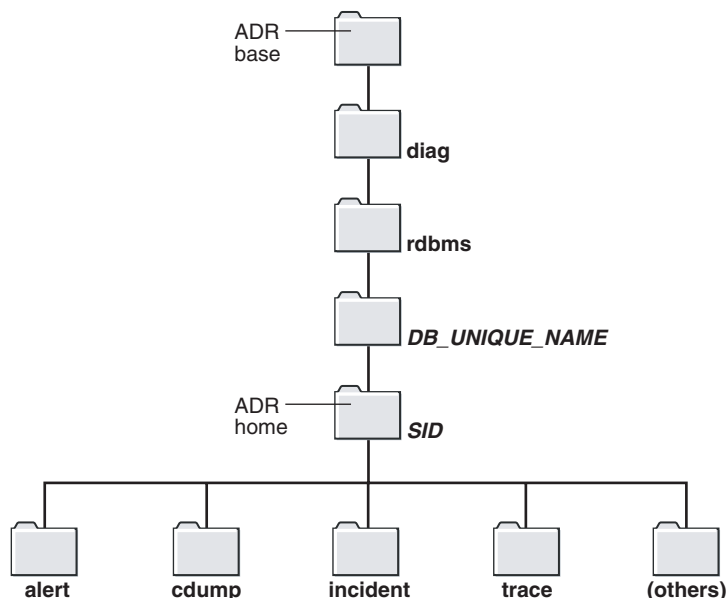 ADR
base
diag
rdbms
DB_UNIQUE_NAME
ADR
home
SID
alert
cdump
incident
trace
(others)